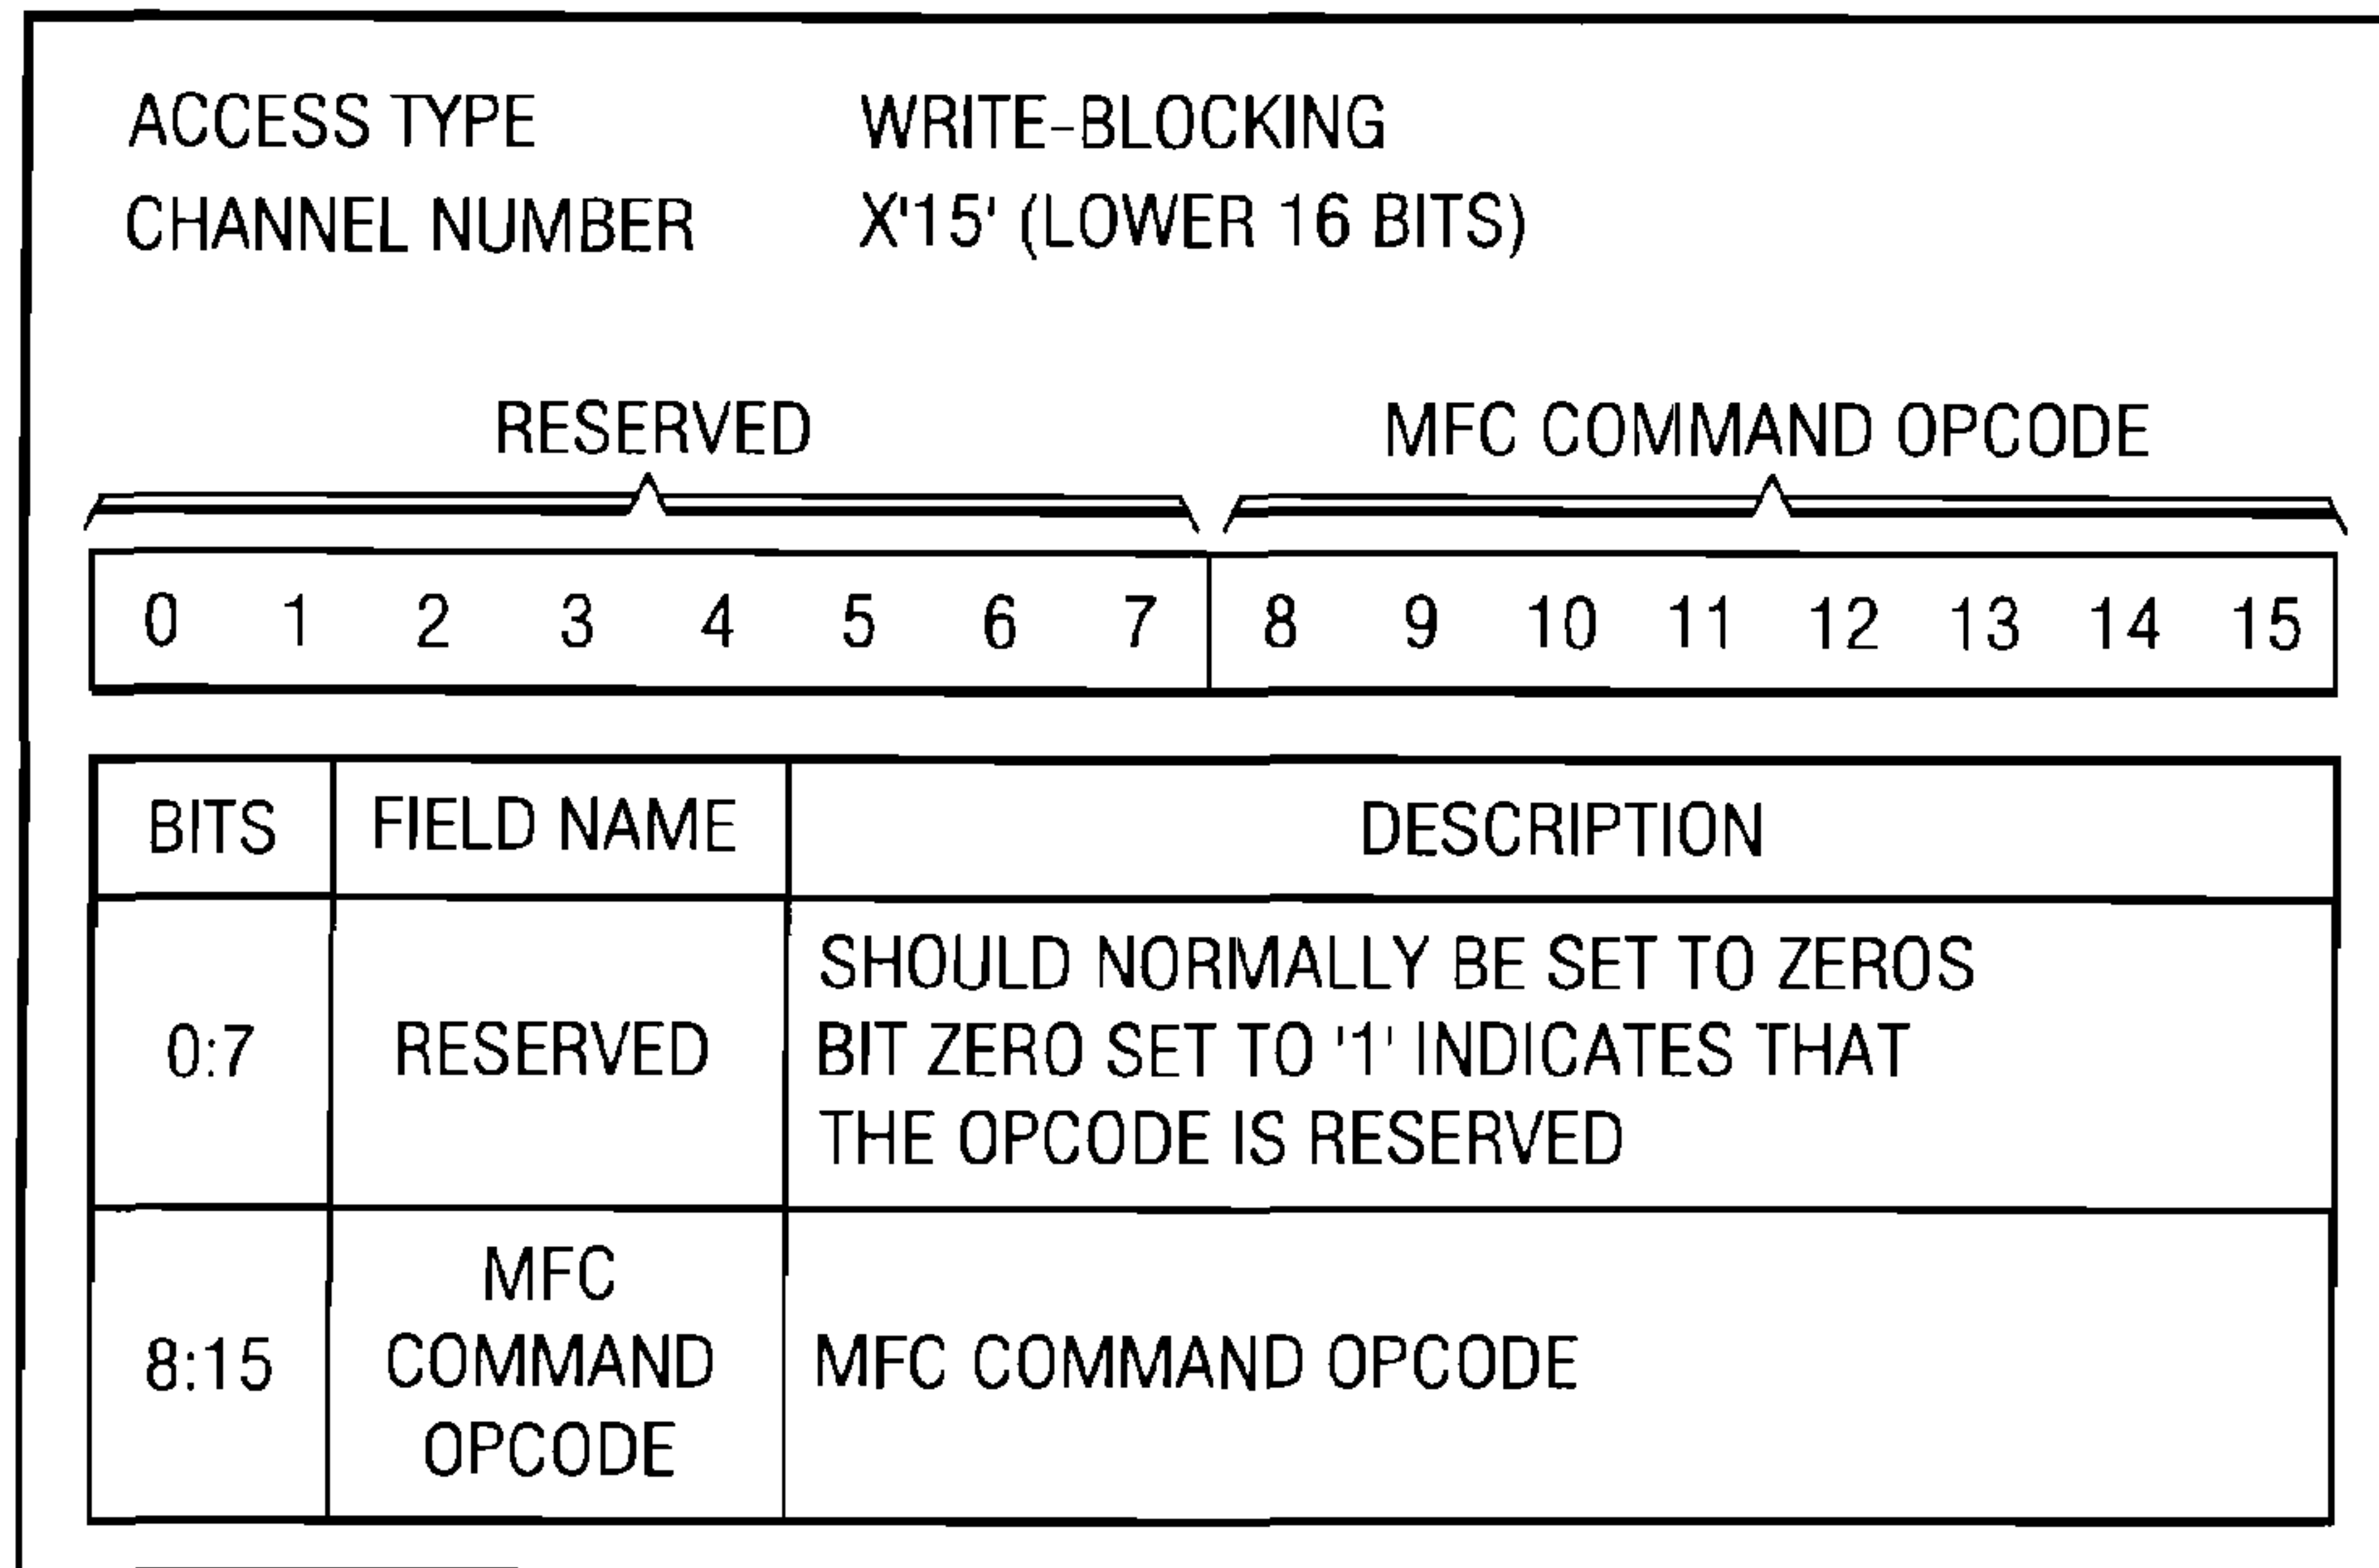 ACCESS TYPE WRITE-BLOCKING
CHANNEL NUMBER X'15' (LOWER 16 BITS)
RESERVED MFC COMMAND OPCODE
0 1 2 3 4 5 6 7 8 9 10 11 12 13 14 15
BITS FIELD NAME DESCRIPTION
0:7 RESERVED SHOULD NORMALLY BE SET TO ZEROS
BIT ZERO SET TO '1' INDICATES THAT
THE OPCODE IS RESERVED
8:15 MFC
COMMAND
OPCODE
MFC COMMAND OPCODE